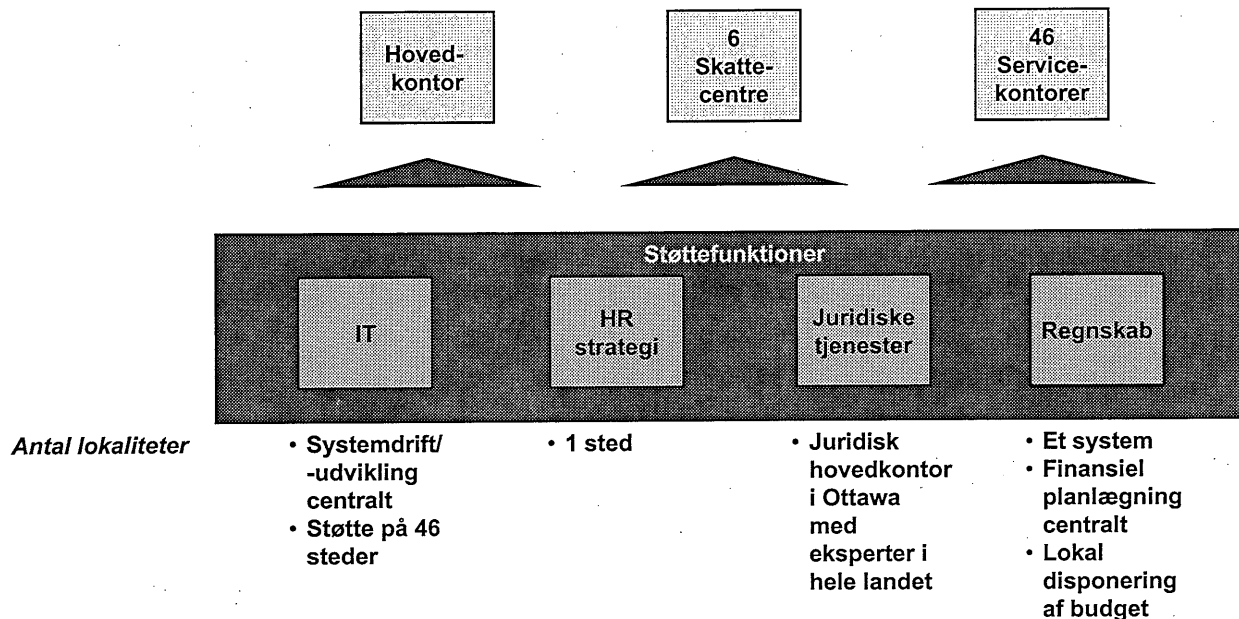 Hoved-
kontor
6
Skatte-
centre
46
Service-
kontorer
Støttefunktioner
IT
HR
strategi
Juridiske
tjenester
Regnskab
Antal lokaliteter
• Systemdrift/
-udvikling
centralt
• Støtte på 46
steder
• 1 sted
• Juridisk
hovedkontor
i Ottawa
med
eksperter i
hele landet
• Et system
• Finansiel
planlægning
centralt
• Lokal
disponering
af budget